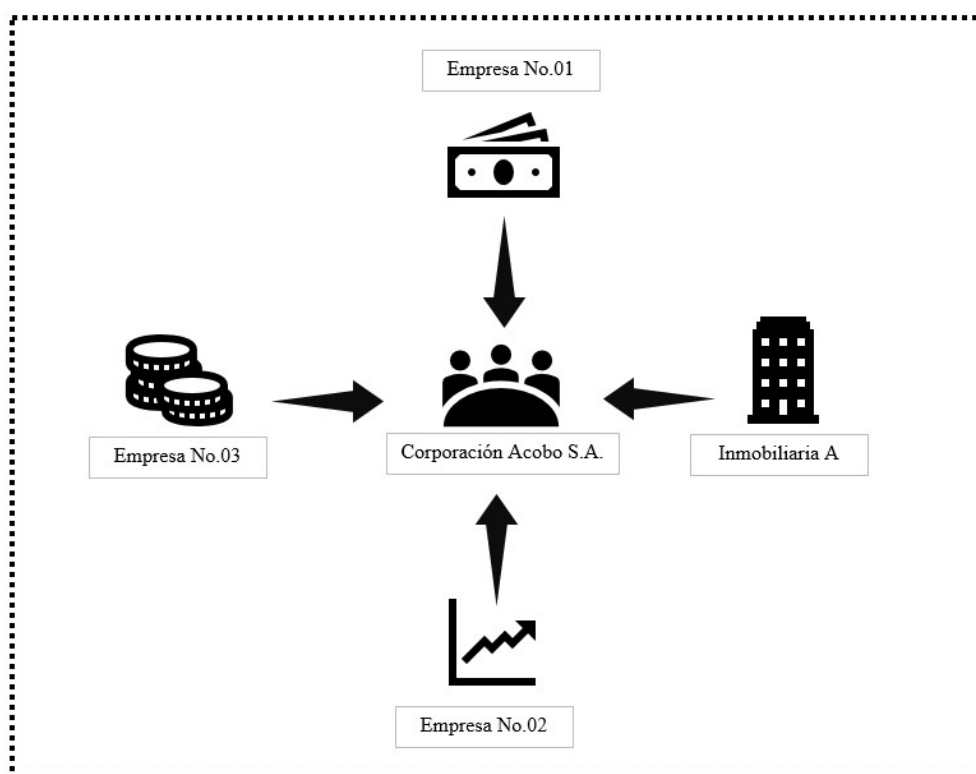 Empresa No.01
Empresa No.03
Corporación Acobo S.A.
Inmobiliaria A
Empresa No.02